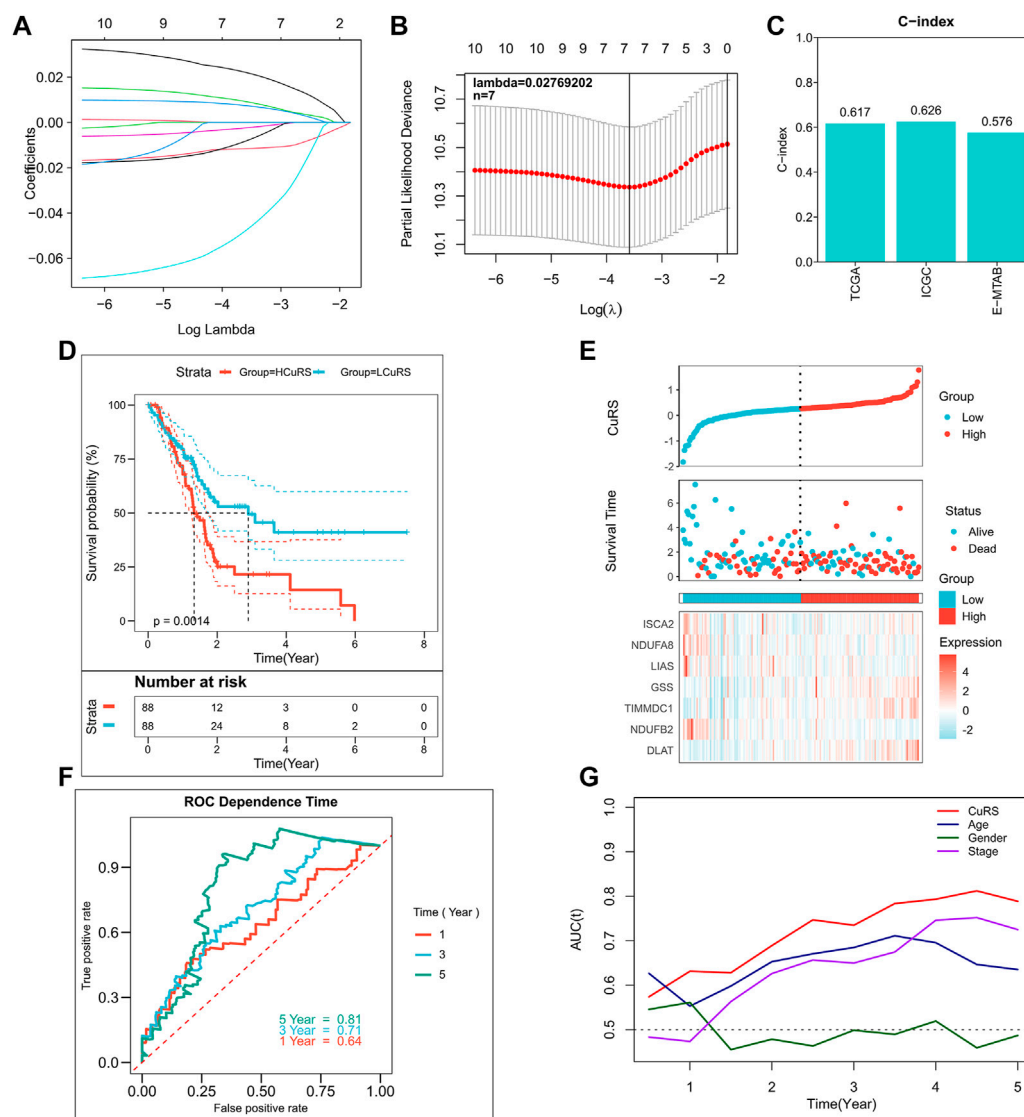 A
10 9 7 7 2
0.02
0.00
−0.02
−0.04
−0.06
Coefficients
−6 −5 −4 −3 −2
Log Lambda
B
10 10 10 9 9 7 7 7 7 5 3 0
lambda=0.02769202
n=7
10.7
10.5
10.3
10.1
Partial Likelihood Deviance
−6 −5 −4 −3 −2
Log(λ)
C
C−index
1.0
0.8
0.6
0.4
0.2
0.0
C−index
0.617
0.626
0.576
TCGA
ICGC
E−MTAB
D
Strata Group=HCuRS Group=LCuRS
100
75
50
25
0
Survival probability (%)
p = 0.0014
0 2 4 6 8
Time(Year)
Number at risk
Strata
88 12 3 0 0
88 24 8 2 0
0 2 4 6 8
Time(Year)
E
CuRS
1
0
-1
-2
Group
Low
High
Survival Time
6
4
2
0
Status
Alive
Dead
Group
Low
High
ISCA2
NDUFA8
LIAS
GSS
TIMMDC1
NDUFB2
DLAT
Expression
4
2
0
-2
F
ROC Dependence Time
0.9
0.6
0.3
0.0
True positive rate
5 Year = 0.81
3 Year = 0.71
1 Year = 0.64
0.00 0.25 0.50 0.75 1.00
False positive rate
Time ( Year )
1
3
5
G
1.0
0.9
0.8
0.7
0.6
0.5
AUC(t)
CuRS
Age
Gender
Stage
1 2 3 4 5
Time(Year)